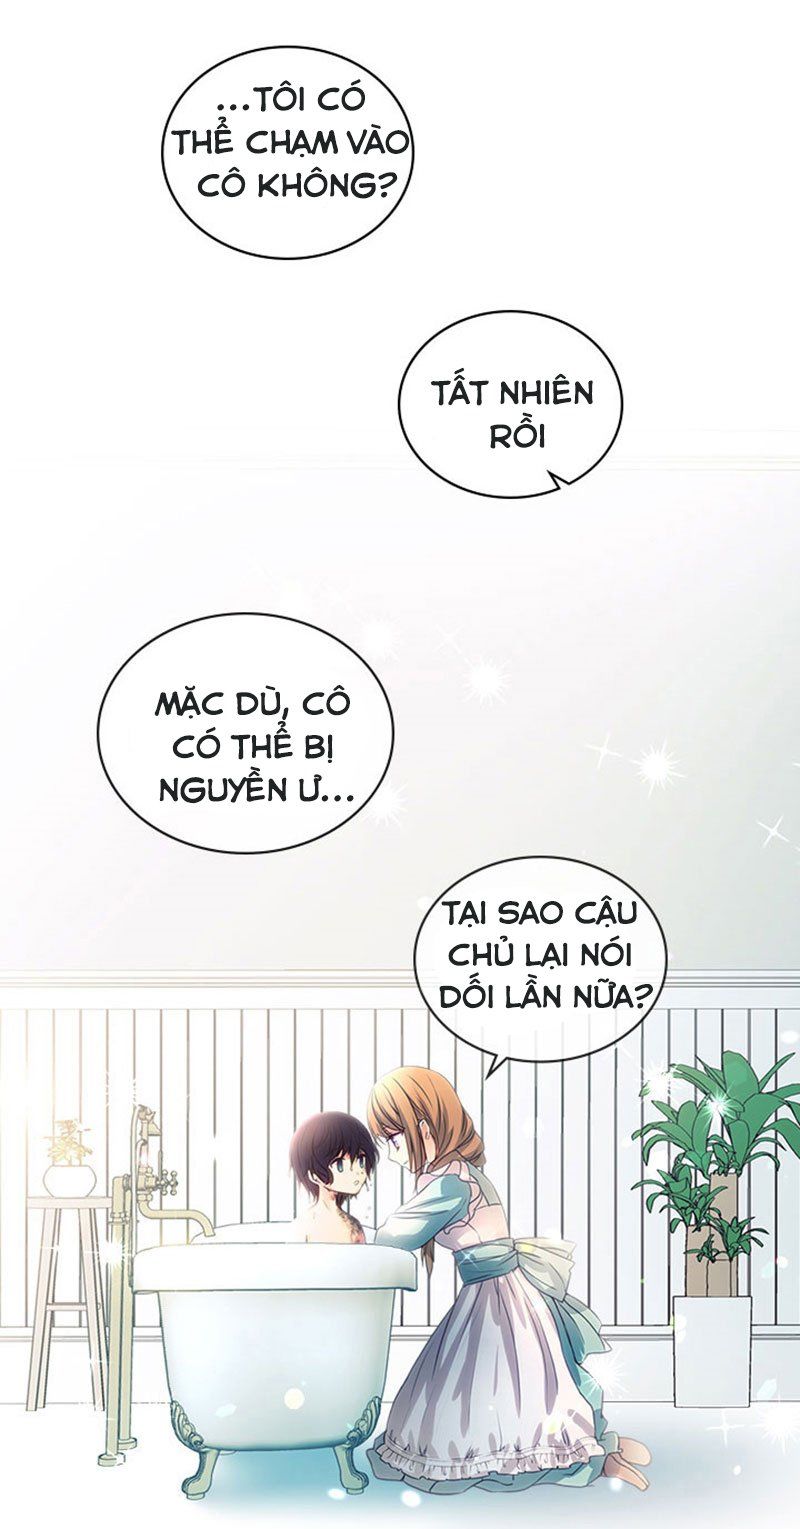 ...TÔI CÓ
THỂ CHẠM VÀO
CÔ KHÔNG?
TẤT NHIÊN
RỒI
MẶC DÙ, CÔ
CÓ THỂ BỊ
NGUYỀN Ư...
TẠI SAO CẬU
CHỦ LẠI NÓI
DỐI LẦN NỮA?